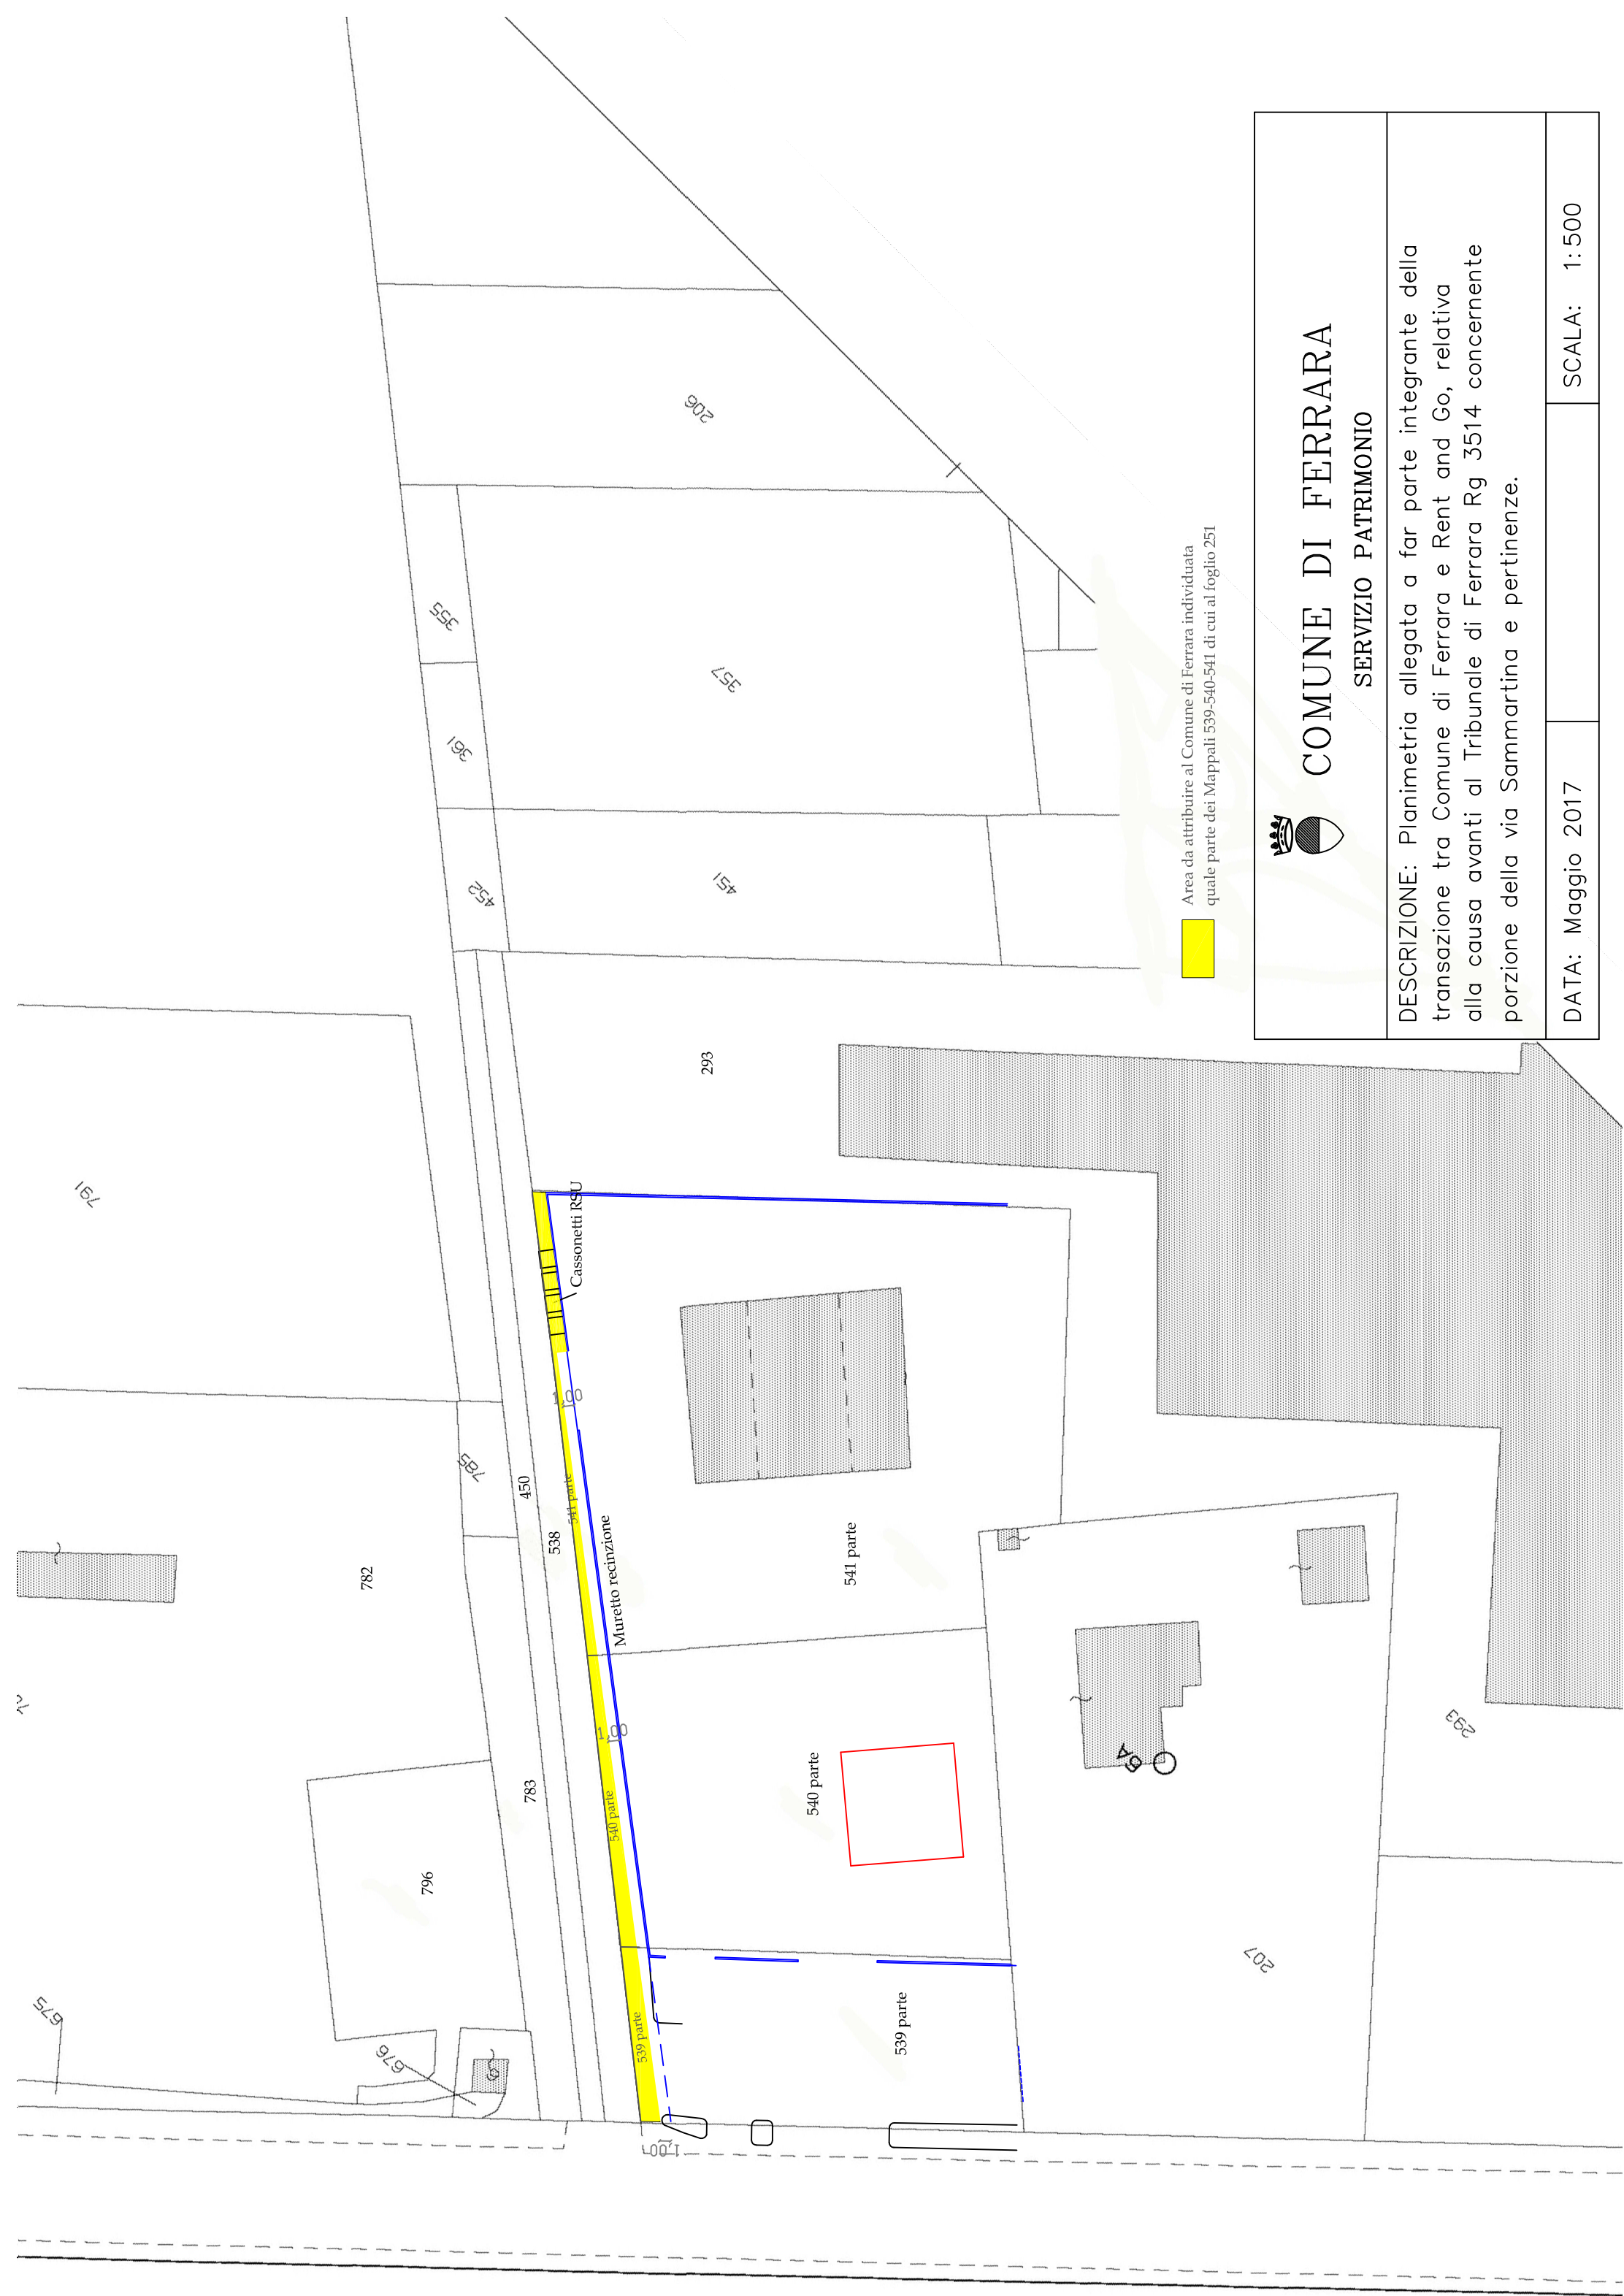 206
355
357
361
452
451
791
293
Cassonetti RSU
1,00
785
450
538
541 parte
782
Muretto recinzione
541 parte
1,00
540 parte
540 parte
783
796
BA
293
207
675
676
539 parte
539 parte
1,00
Area da attribuire al Comune di Ferrara individuata
quale parte dei Mappali 539-540-541 di cui al foglio 251
COMUNE DI FERRARA
SERVIZIO PATRIMONIO
DESCRIZIONE: Planimetria allegata a far parte integrante della
transazione tra Comune di Ferrara e Rent and Go, relativa
alla causa avanti al Tribunale di Ferrara Rg 3514 concernente
porzione della via Sammartina e pertinenze.
DATA: Maggio 2017
SCALA: 1:500